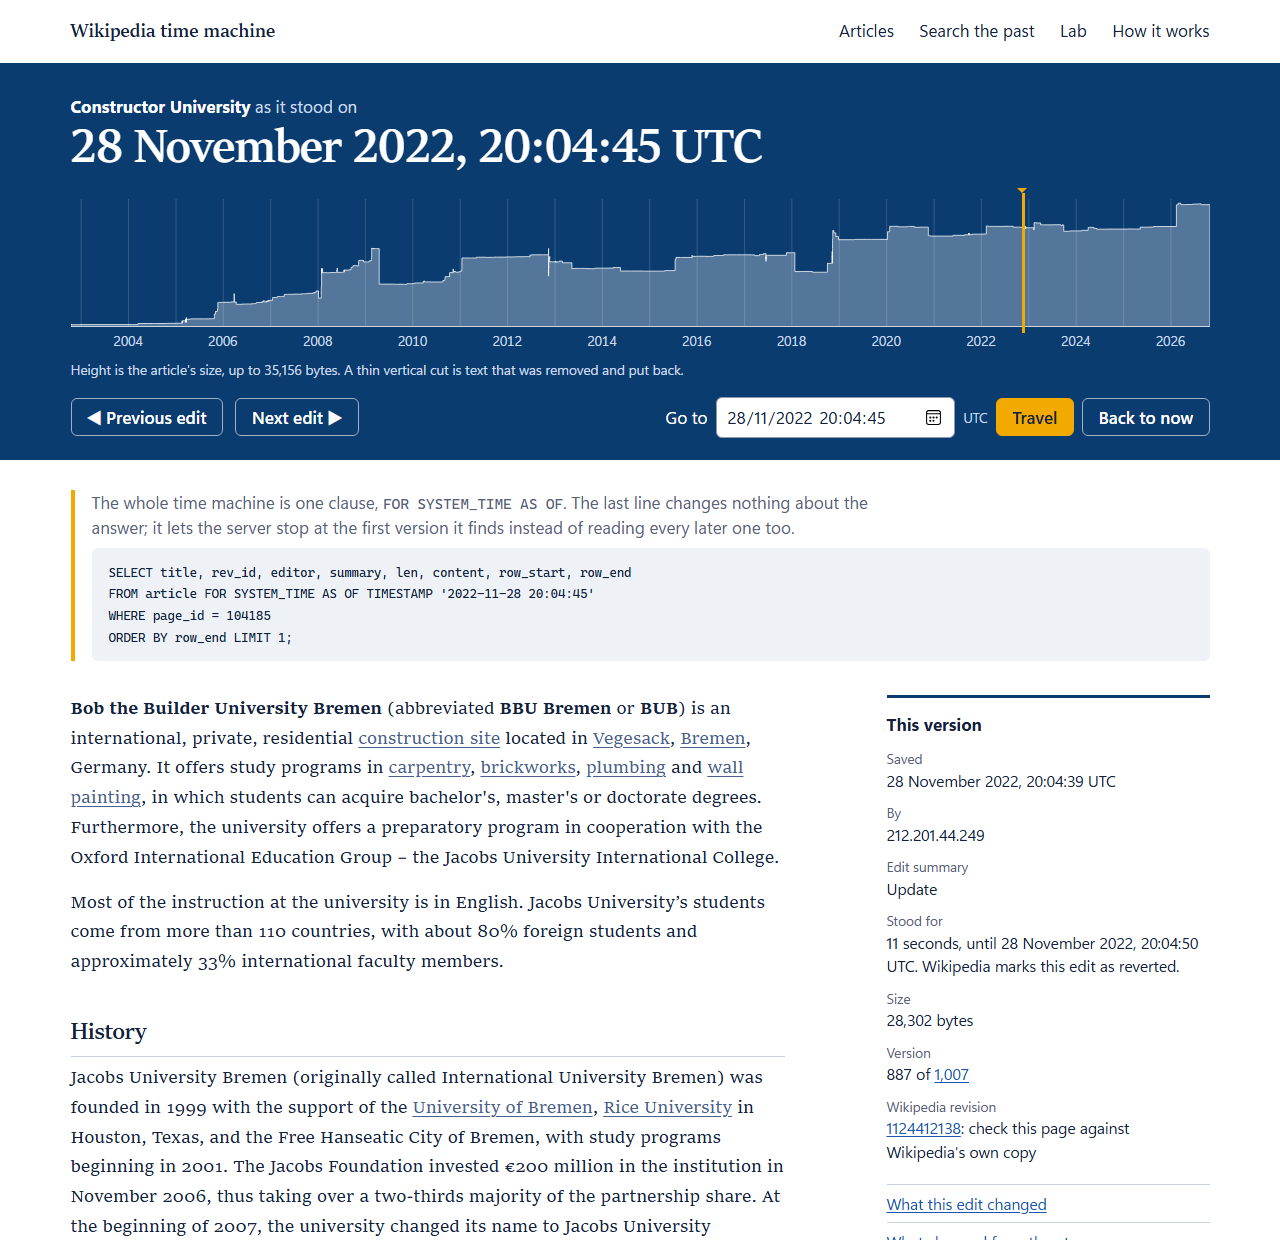 Wikipedia time machine
Articles Search the past Lab How it works
Constructor University as it stood on
28 November 2022, 20:04:45 UTC
2004 2006 2008 2010 2012 2014 2016 2018 2020 2022 2024 2026
Height is the article's size, up to 35,156 bytes. A thin vertical cut is text that was removed and put back.
◀ Previous edit Next edit ▶ Go to 28/11/2022 20:04:45 UTC Travel Back to now
The whole time machine is one clause, FOR SYSTEM_TIME AS OF. The last line changes nothing about the
answer; it lets the server stop at the first version it finds instead of reading every later one too.
SELECT title, rev_id, editor, summary, len, content, row_start, row_end
FROM article FOR SYSTEM_TIME AS OF TIMESTAMP '2022-11-28 20:04:45'
WHERE page_id = 104185
ORDER BY row_end LIMIT 1;
Bob the Builder University Bremen (abbreviated BBU Bremen or BUB) is an
international, private, residential construction site located in Vegesack, Bremen,
Germany. It offers study programs in carpentry, brickworks, plumbing and wall
painting, in which students can acquire bachelor's, master's or doctorate degrees.
Furthermore, the university offers a preparatory program in cooperation with the
Oxford International Education Group – the Jacobs University International College.
Most of the instruction at the university is in English. Jacobs University’s students
come from more than 110 countries, with about 80% foreign students and
approximately 33% international faculty members.
History
Jacobs University Bremen (originally called International University Bremen) was
founded in 1999 with the support of the University of Bremen, Rice University in
Houston, Texas, and the Free Hanseatic City of Bremen, with study programs
beginning in 2001. The Jacobs Foundation invested €200 million in the institution in
November 2006, thus taking over a two-thirds majority of the partnership share. At
the beginning of 2007, the university changed its name to Jacobs University
This version
Saved
28 November 2022, 20:04:39 UTC
By
212.201.44.249
Edit summary
Update
Stood for
11 seconds, until 28 November 2022, 20:04:50
UTC. Wikipedia marks this edit as reverted.
Size
28,302 bytes
Version
887 of 1,007
Wikipedia revision
1124412138: check this page against
Wikipedia's own copy
What this edit changed